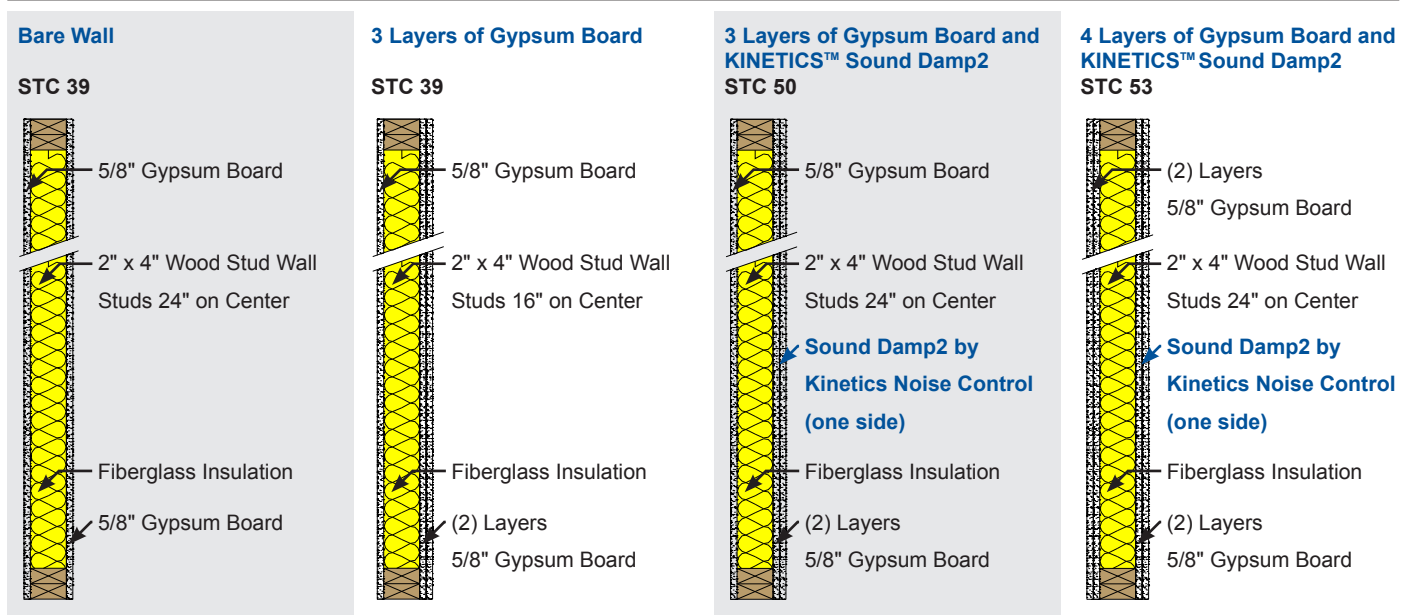 Bare Wall
STC 39
5/8" Gypsum Board
2" x 4" Wood Stud Wall
Studs 24" on Center
Fiberglass Insulation
5/8" Gypsum Board
3 Layers of Gypsum Board
STC 39
5/8" Gypsum Board
2" x 4" Wood Stud Wall
Studs 16" on Center
Fiberglass Insulation
(2) Layers
5/8" Gypsum Board
3 Layers of Gypsum Board and
KINETICS™ Sound Damp2
STC 50
5/8" Gypsum Board
2" x 4" Wood Stud Wall
Studs 24" on Center
Sound Damp2 by
Kinetics Noise Control
(one side)
Fiberglass Insulation
(2) Layers
5/8" Gypsum Board
4 Layers of Gypsum Board and
KINETICS™ Sound Damp2
STC 53
(2) Layers
5/8" Gypsum Board
2" x 4" Wood Stud Wall
Studs 24" on Center
Sound Damp2 by
Kinetics Noise Control
(one side)
Fiberglass Insulation
(2) Layers
5/8" Gypsum Board